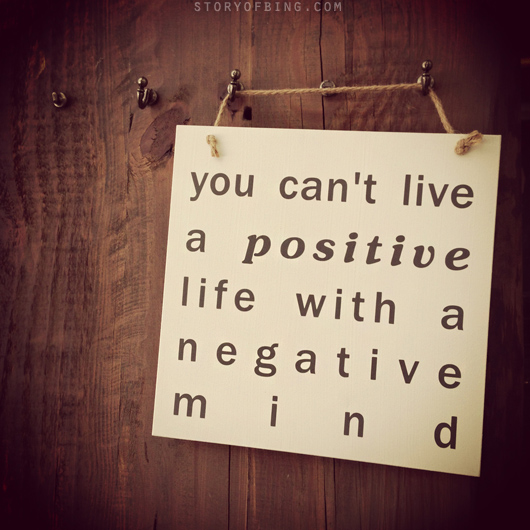 STORYOFBING.COM
you can't live
a positive
life with a
negative
mind